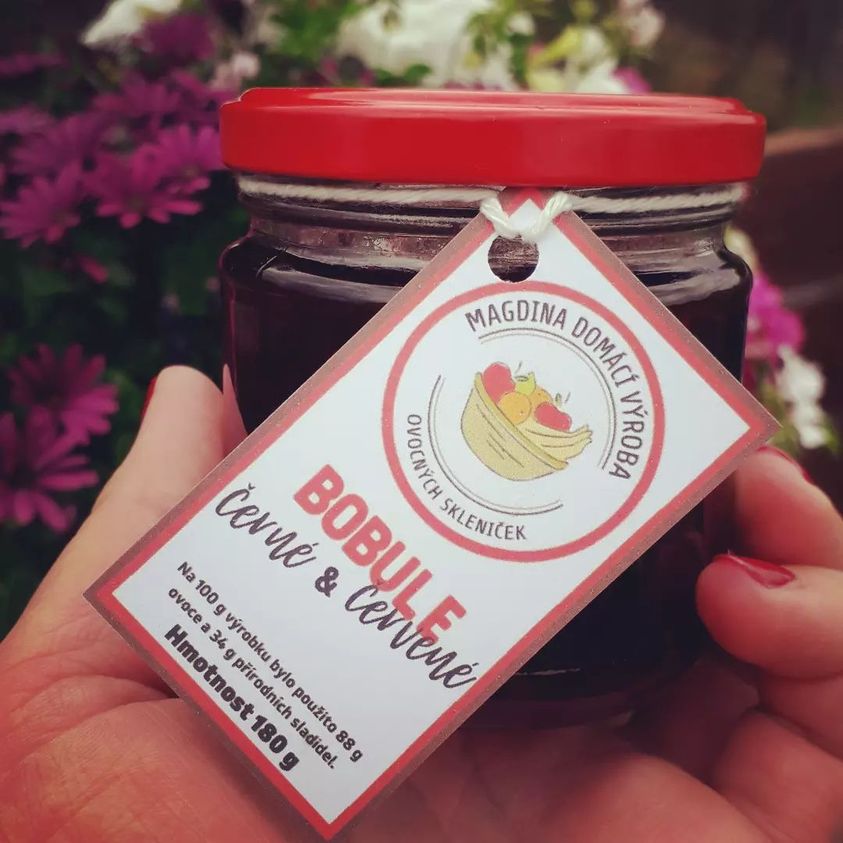 MAGDINA DOMÁCÍ VÝROBA
OVOCNÝCH SKLENIČEK
BOBULE
černé & červené
Na 100 g výrobku bylo použito 88 g
ovoce a 34 g přírodních sladidel.
Hmotnost 180 g